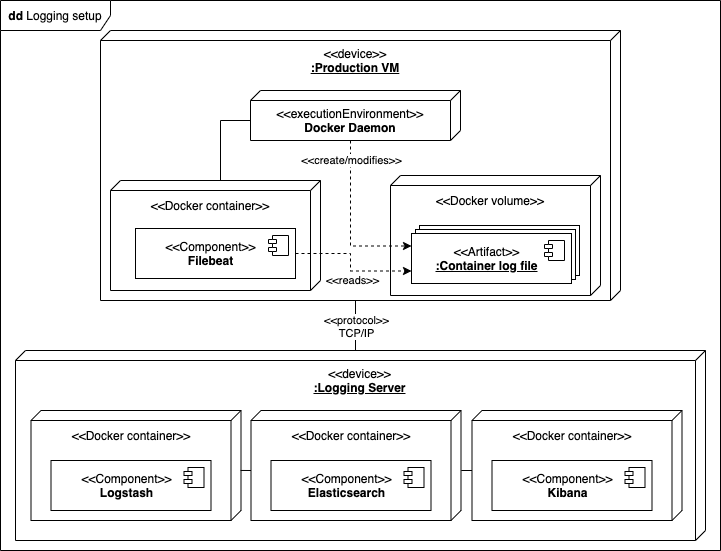 dd Logging setup
<<device>>
:Production VM
<<executionEnvironment>>
Docker Daemon
<<create/modifies>>
<<Docker container>>
<<Component>>
Filebeat
<<Docker volume>>
<<Artifact>>
:Container log file
<<reads>>
<<protocol>>
TCP/IP
<<device>>
:Logging Server
<<Docker container>>
<<Component>>
Logstash
<<Docker container>>
<<Component>>
Elasticsearch
<<Docker container>>
<<Component>>
Kibana